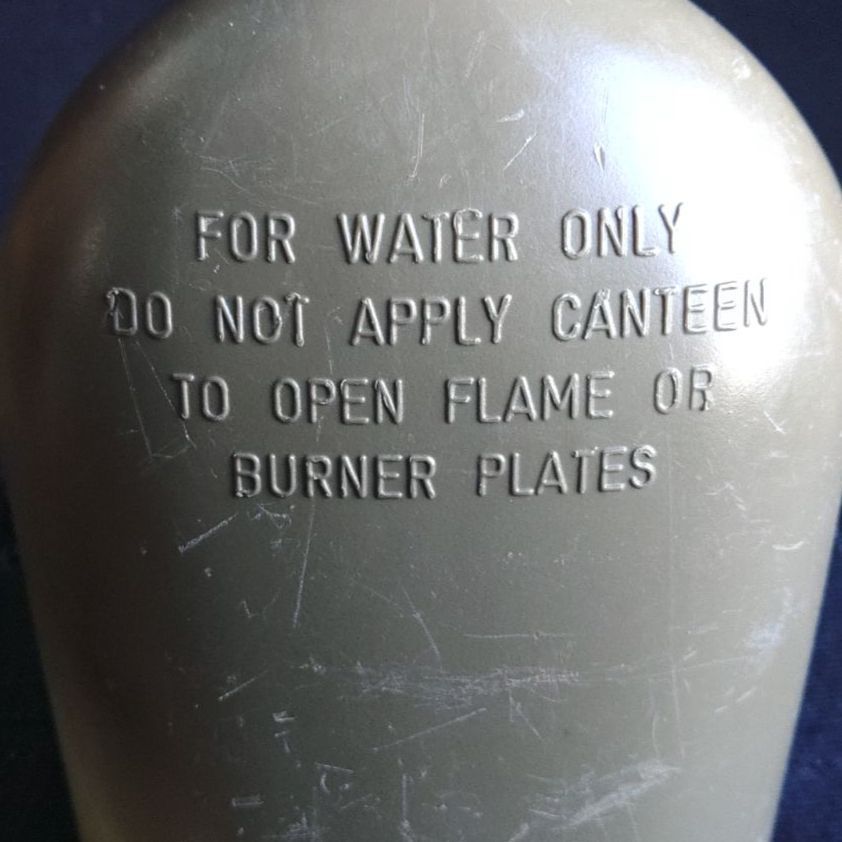 FOR WATER ONLY
DO NOT APPLY CANTEEN
TO OPEN FLAME OR
BURNER PLATES